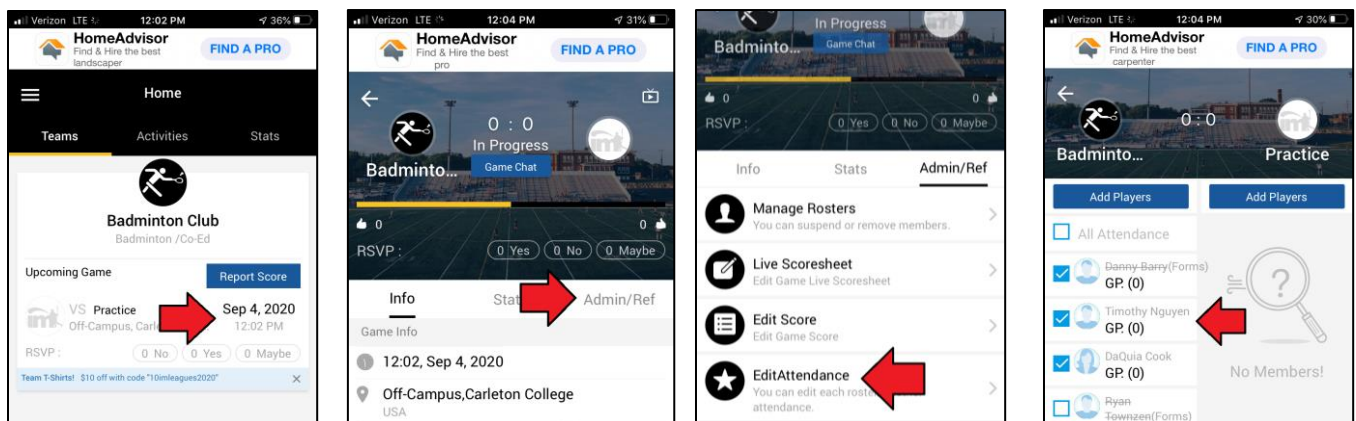 Verizon LTE 12:02 PM 36%
HomeAdvisor
Find & Hire the best
landscaper
FIND A PRO
Home
Teams Activities Stats
Badminton Club
Badminton /Co-Ed
Upcoming Game
Report Score
VS Practice
Sep 4, 2020
Off-Campus, Carle
12:02 PM
RSVP : 0 No 0 Yes 0 Maybe
Team T-Shirts! $10 off with code "10imleagues2020" X
Verizon LTE 12:04 PM 31%
HomeAdvisor
Find & Hire the best
pro
FIND A PRO
0 : 0
In Progress
Badminto... Game Chat
im
0 0
RSVP : 0 Yes 0 No 0 Maybe
Info Stat Admin/Ref
Game Info
12:02, Sep 4, 2020
Off-Campus,Carleton College
USA
In Progress
Badminto... Game Chat
0 0
RSVP : 0 Yes 0 No 0 Maybe
Info Stats Admin/Ref
Manage Rosters
You can suspend or remove members.
Live Scoresheet
Edit Game Live Scoresheet
Edit Score
Edit Game Score
EditAttendance
You can edit each roste
attendance.
Verizon LTE 12:04 PM 30%
HomeAdvisor
Find & Hire the best
carpenter
FIND A PRO
0 : 0
im
Badminto... Practice
Add Players Add Players
All Attendance
Danny Barry(Forms)
GP. (0)
Timothy Nguyen
GP. (0)
DaQuia Cook
GP. (0)
No Members!
Ryan
Townzen(Forms)